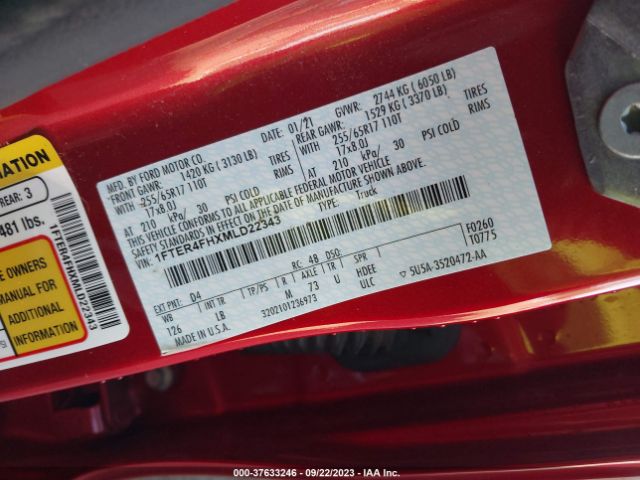 MFD. BY FORD MOTOR CO.
DATE: 01/21
GVWR: 2744 KG ( 6050 LB)
FRONT GAWR: 1420 KG ( 3130 LB)
REAR GAWR: 1529 KG ( 3370 LB)
WITH 255/65R17 110T TIRES
WITH 255/65R17 110T TIRES
17x8.0J RIMS
17x8.0J RIMS
AT 210 kPa/ 30 PSI COLD
AT 210 kPa/ 30 PSI COLD
THIS VEHICLE CONFORMS TO ALL APPLICABLE FEDERAL MOTOR VEHICLE
SAFETY STANDARDS IN EFFECT ON THE DATE OF MANUFACTURE SHOWN ABOVE.
VIN: 1FTER4FHXMLD22343
TYPE: Truck
F0260
T0775
EXT PNT: D4 RC: 48 DSO:
WB INT TR TP/PS R AXLE TR SPR
126 LB M 73 U HDEE
ULC 5U5A-3520472-AA
MADE IN U.S.A. 3202101236973
REAR: 3
481 lbs.
1FTER4FHXMLD22343
E OWNERS
MANUAL FOR
ADDITIONAL
INFORMATION
000-37633246 - 09/22/2023 - IAA Inc.